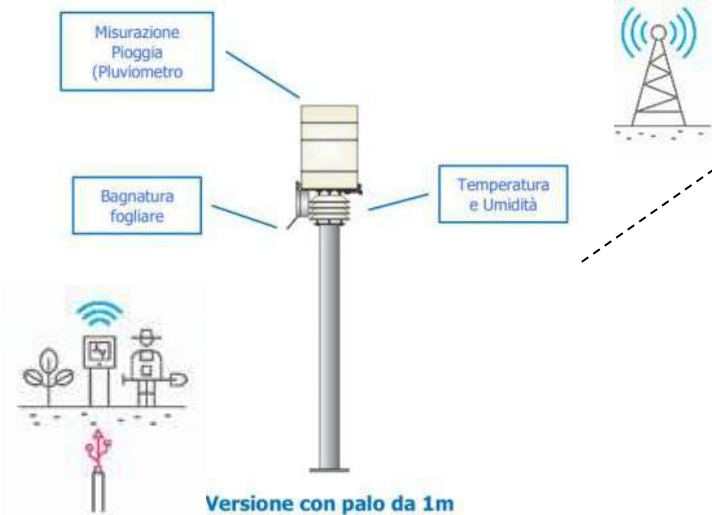 Misurazione
Pioggia
(Pluviometro
Bagnatura
fogliare
Temperatura
e Umidità
Versione con palo da 1m